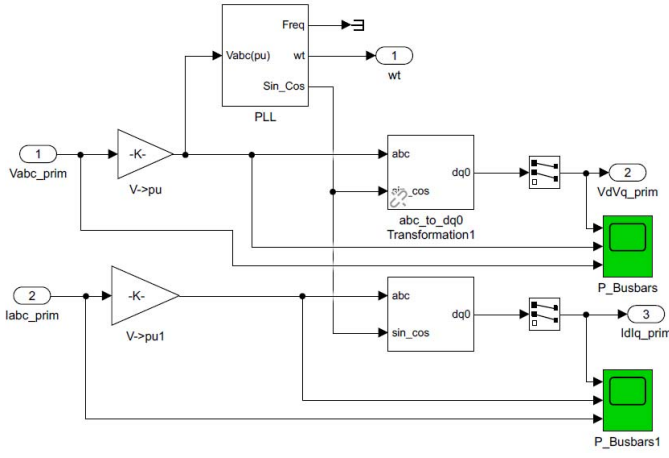 Freq
Vabc(pu)
wt
1
wt
Sin_Cos
PLL
1
Vabc_prim
-K-
V->pu
abc
dq0
sin_cos
abc_to_dq0
Transformation1
2
VdVq_prim
P_Busbars
2
Iabc_prim
-K-
V->pu1
abc
dq0
sin_cos
3
IdIq_prim
P_Busbars1